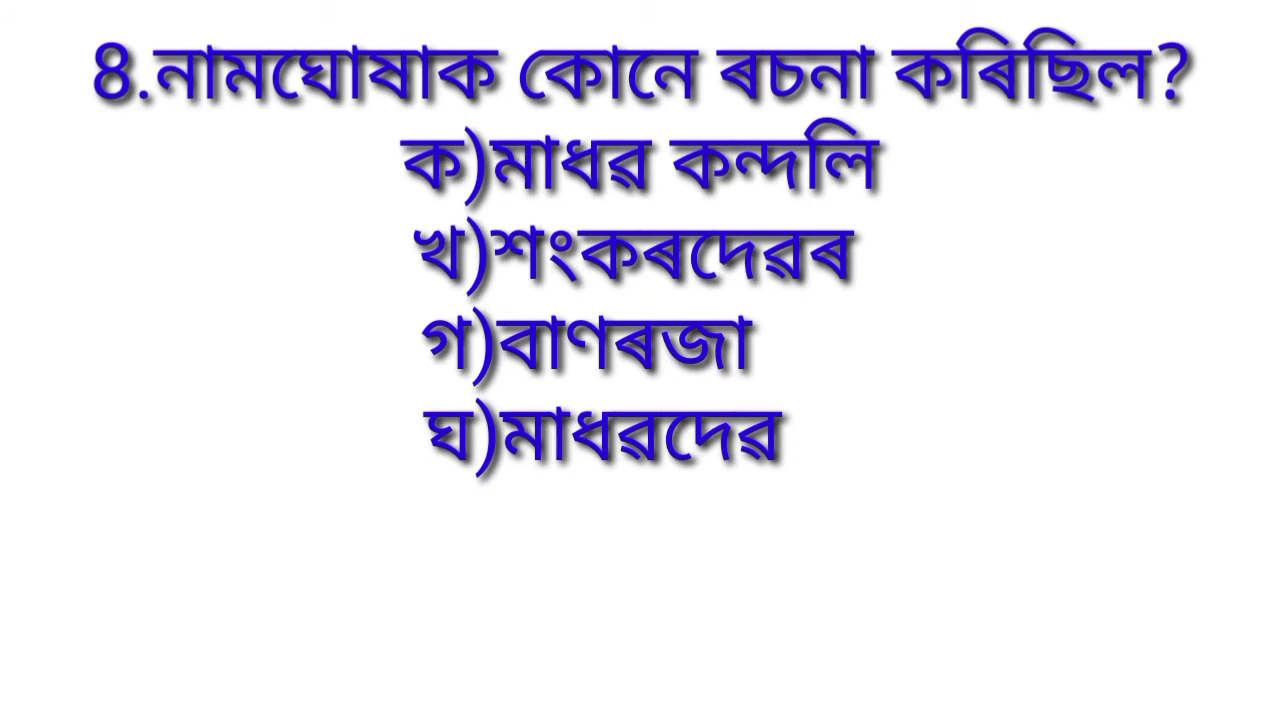 8.নামঘোষাক কোনে ৰচনা কৰিছিল?
ক)মাধৱ কন্দলি
খ)শংকৰদেৱৰ
গ)বাণৰজা
ঘ)মাধৱদেৱ